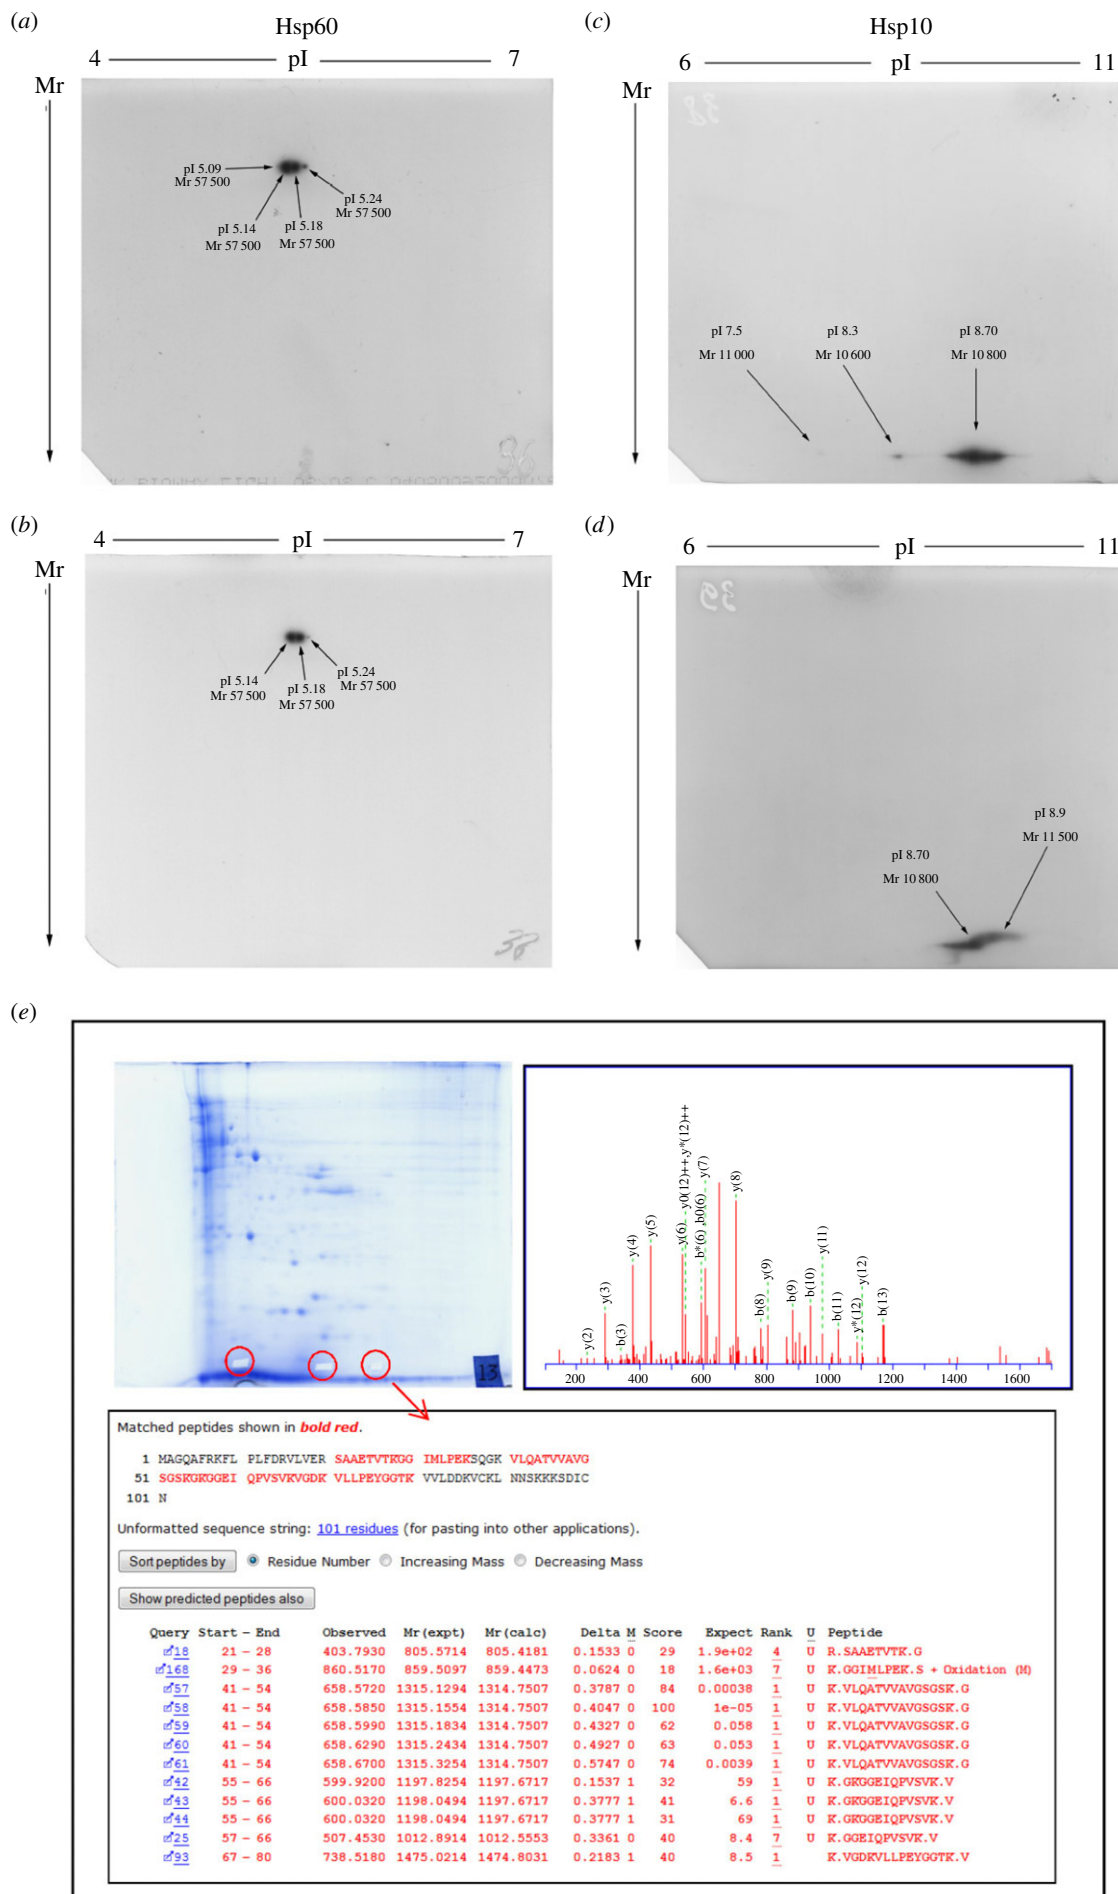 (a)
Hsp60
4 pI 7
Mr
pI 5.09
Mr 57 500
pI 5.24
Mr 57 500
pI 5.14
Mr 57 500
pI 5.18
Mr 57 500
(c)
Hsp10
6 pI 11
Mr
38
pI 7.5
Mr 11 000
pI 8.3
Mr 10 600
pI 8.70
Mr 10 800
(b)
4 pI 7
Mr
pI 5.14
Mr 57 500
pI 5.18
Mr 57 500
pI 5.24
Mr 57 500
(d)
6 pI 11
Mr
39
pI 8.9
Mr 11 500
pI 8.70
Mr 10 800
(e)
13
y(2)
y(3)
b(3)
y(4)
y(5)
y(6)
y0(12)++,y*(12)++
b*(6) ,b0(6)
y(7)
y(8)
b(8)
y(9)
b(9)
b(10)
y(11)
b(11)
y*(12)
y(12)
b(13)
200 400 600 800 1000 1200 1400 1600
Matched peptides shown in bold red.
1 MAGQAFRKFL PLFDRVLVER SAAETVTKGG IMLPEKSQGK VLQATVVAVG
51 SGSKGKGGEI QPVSVKVGDK VLLPEYGGTK VVLDDKVCKL NNSKKKSDIC
101 N
Unformatted sequence string: 101 residues (for pasting into other applications).
Sort peptides by Residue Number Increasing Mass Decreasing Mass
Show predicted peptides also
Query Start - End Observed Mr(expt) Mr(calc) Delta M Score Expect Rank U Peptide
18 21 - 28 403.7930 805.5714 805.4181 0.1533 0 29 1.9e+02 4 U R.SAAETVTK.G
168 29 - 36 860.5170 859.5097 859.4473 0.0624 0 18 1.6e+03 7 U K.GGIMLPEK.S + Oxidation (M)
57 41 - 54 658.5720 1315.1294 1314.7507 0.3787 0 84 0.00038 1 U K.VLQATVVAVGSGSK.G
58 41 - 54 658.5850 1315.1554 1314.7507 0.4047 0 100 1e-05 1 U K.VLQATVVAVGSGSK.G
59 41 - 54 658.5990 1315.1834 1314.7507 0.4327 0 62 0.058 1 U K.VLQATVVAVGSGSK.G
60 41 - 54 658.6290 1315.2434 1314.7507 0.4927 0 63 0.053 1 U K.VLQATVVAVGSGSK.G
61 41 - 54 658.6700 1315.3254 1314.7507 0.5747 0 74 0.0039 1 U K.VLQATVVAVGSGSK.G
42 55 - 66 599.9200 1197.8254 1197.6717 0.1537 1 32 59 1 U K.GKGGEIQPVSVK.V
43 55 - 66 600.0320 1198.0494 1197.6717 0.3777 1 41 6.6 1 U K.GKGGEIQPVSVK.V
44 55 - 66 600.0320 1198.0494 1197.6717 0.3777 1 31 69 1 U K.GKGGEIQPVSVK.V
25 57 - 66 507.4530 1012.8914 1012.5553 0.3361 0 40 8.4 7 U K.GGEIQPVSVK.V
93 67 - 80 738.5180 1475.0214 1474.8031 0.2183 1 40 8.5 1 K.VGDKVLLPEYGGTK.V